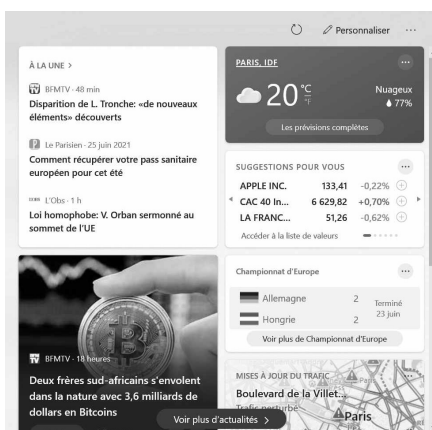 Personnaliser
À LA UNE >
BFMTV · 48 min
Disparition de L. Tronche: «de nouveaux
éléments» découverts
Le Parisien · 25 juin 2021
Comment récupérer votre pass sanitaire
européen pour cet été
L'Obs · 1 h
Loi homophobe: V. Orban sermonné au
sommet de l'UE
BFMTV · 18 heures
Deux frères sud-africains s'envolent
dans la nature avec 3,6 milliards de
dollars en Bitcoins
PARIS, IDF
20 °C
°F
Nuageux
77%
Les prévisions complètes
SUGGESTIONS POUR VOUS
APPLE INC. 133,41 -0,22%
CAC 40 In... 6 629,82 +0,70%
LA FRANC... 51,26 -0,62%
Accéder à la liste de valeurs
Championnat d'Europe
Allemagne 2
Hongrie 2
Terminé
23 juin
Voir plus de Championnat d'Europe
MISES À JOUR DU TRAFIC
Boulevard de la Villet...
Trafic perturbé
Paris
Voir plus d'actualités >